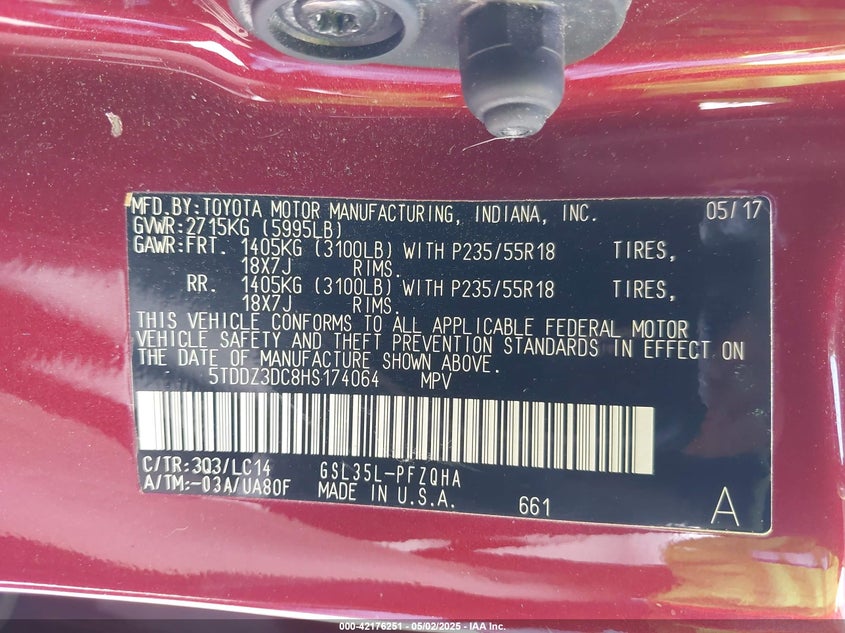 MFD.BY:TOYOTA MOTOR MANUFACTURING, INDIANA, INC. 05/17
GVWR:2715KG (5995LB)
GAWR:FRT. 1405KG (3100LB) WITH P235/55R18 TIRES,
18X7J RIMS.
RR. 1405KG (3100LB) WITH P235/55R18 TIRES,
18X7J RIMS.
THIS VEHICLE CONFORMS TO ALL APPLICABLE FEDERAL MOTOR
VEHICLE SAFETY AND THEFT PREVENTION STANDARDS IN EFFECT ON
THE DATE OF MANUFACTURE SHOWN ABOVE.
5TDDZ3DC8HS174064 MPV
C/TR:3Q3/LC14 GSL35L-PFZQHA
A/TM:-03A/UA80F MADE IN U.S.A. 661 A
000-42176251 - 05/02/2025 - IAA Inc.